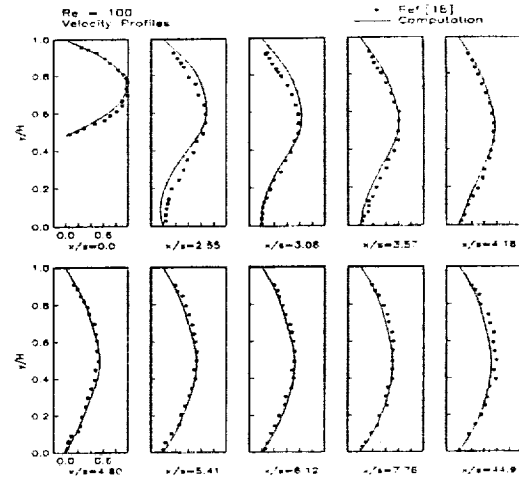 Re = 100
Velocity Profiles
Ref [16]
Computation
1.0
0.8
0.6
0.4
0.2
0.0
y/H
0.0 0.6
x/s=0.0
x/s=2.55
x/s=3.06
x/s=3.57
x/s=4.18
1.0
0.8
0.6
0.4
0.2
0.0
y/H
0.0 0.6
x/s=4.80
x/s=5.41
x/s=6.12
x/s=7.76
x/s=44.9